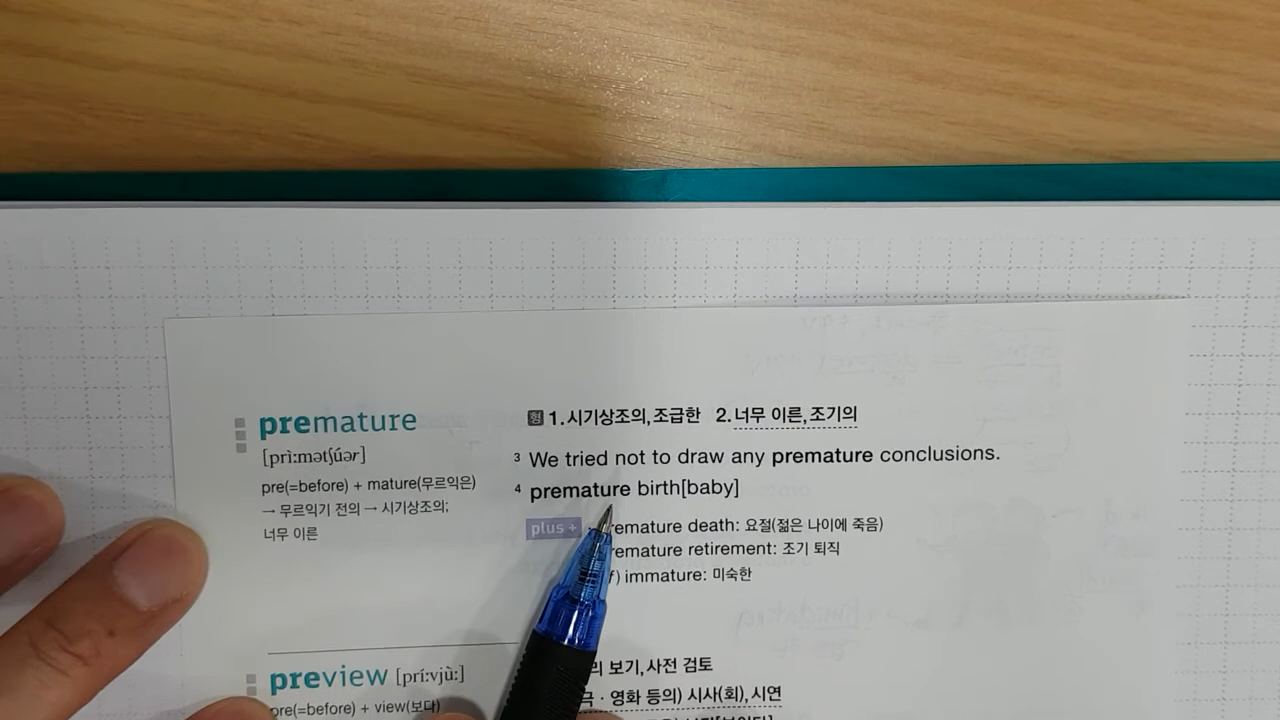 premature
[prìːmətʃúər]
pre(=before) + mature(무르익은)
→ 무르익기 전의 → 시기상조의;
너무 이른
형 1. 시기상조의, 조급한 2. 너무 이른, 조기의
3 We tried not to draw any premature conclusions.
4 premature birth[baby]
plus + premature death: 요절(젊은 나이에 죽음)
premature retirement: 조기 퇴직
immature: 미숙한
preview [príːvjùː]
pre(=before) + view(보다)
보기, 사전 검토
· 영화 등의) 시사(회), 시연